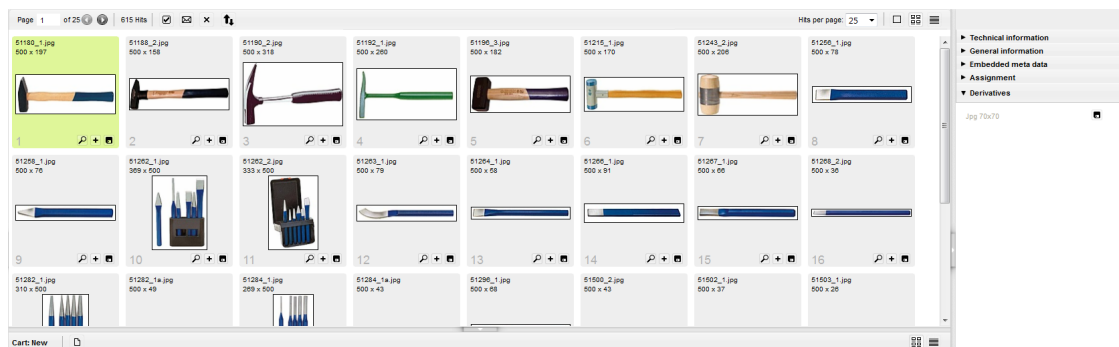 Page 1 of 25 615 Hits Hits per page: 25
51180_1.jpg 51188_2.jpg 51190_2.jpg 51192_1.jpg 51196_3.jpg 51215_1.jpg 51243_2.jpg 51256_1.jpg
500 x 197 500 x 158 500 x 318 500 x 260 500 x 182 500 x 170 500 x 206 500 x 78
1 2 3 4 5 6 7 8
51258_1.jpg 51262_1.jpg 51262_2.jpg 51263_1.jpg 51264_1.jpg 51266_1.jpg 51267_1.jpg 51268_2.jpg
500 x 76 369 x 500 333 x 500 500 x 79 500 x 58 500 x 91 500 x 66 500 x 36
9 10 11 12 13 14 15 16
51282_1.jpg 51282_1a.jpg 51284_1.jpg 51284_1a.jpg 51296_1.jpg 51500_2.jpg 51502_1.jpg 51503_1.jpg
310 x 500 500 x 49 269 x 500 500 x 43 500 x 68 500 x 43 500 x 37 500 x 26
Cart: New
Technical information
General information
Embedded meta data
Assignment
Derivatives
Jpg 70x70